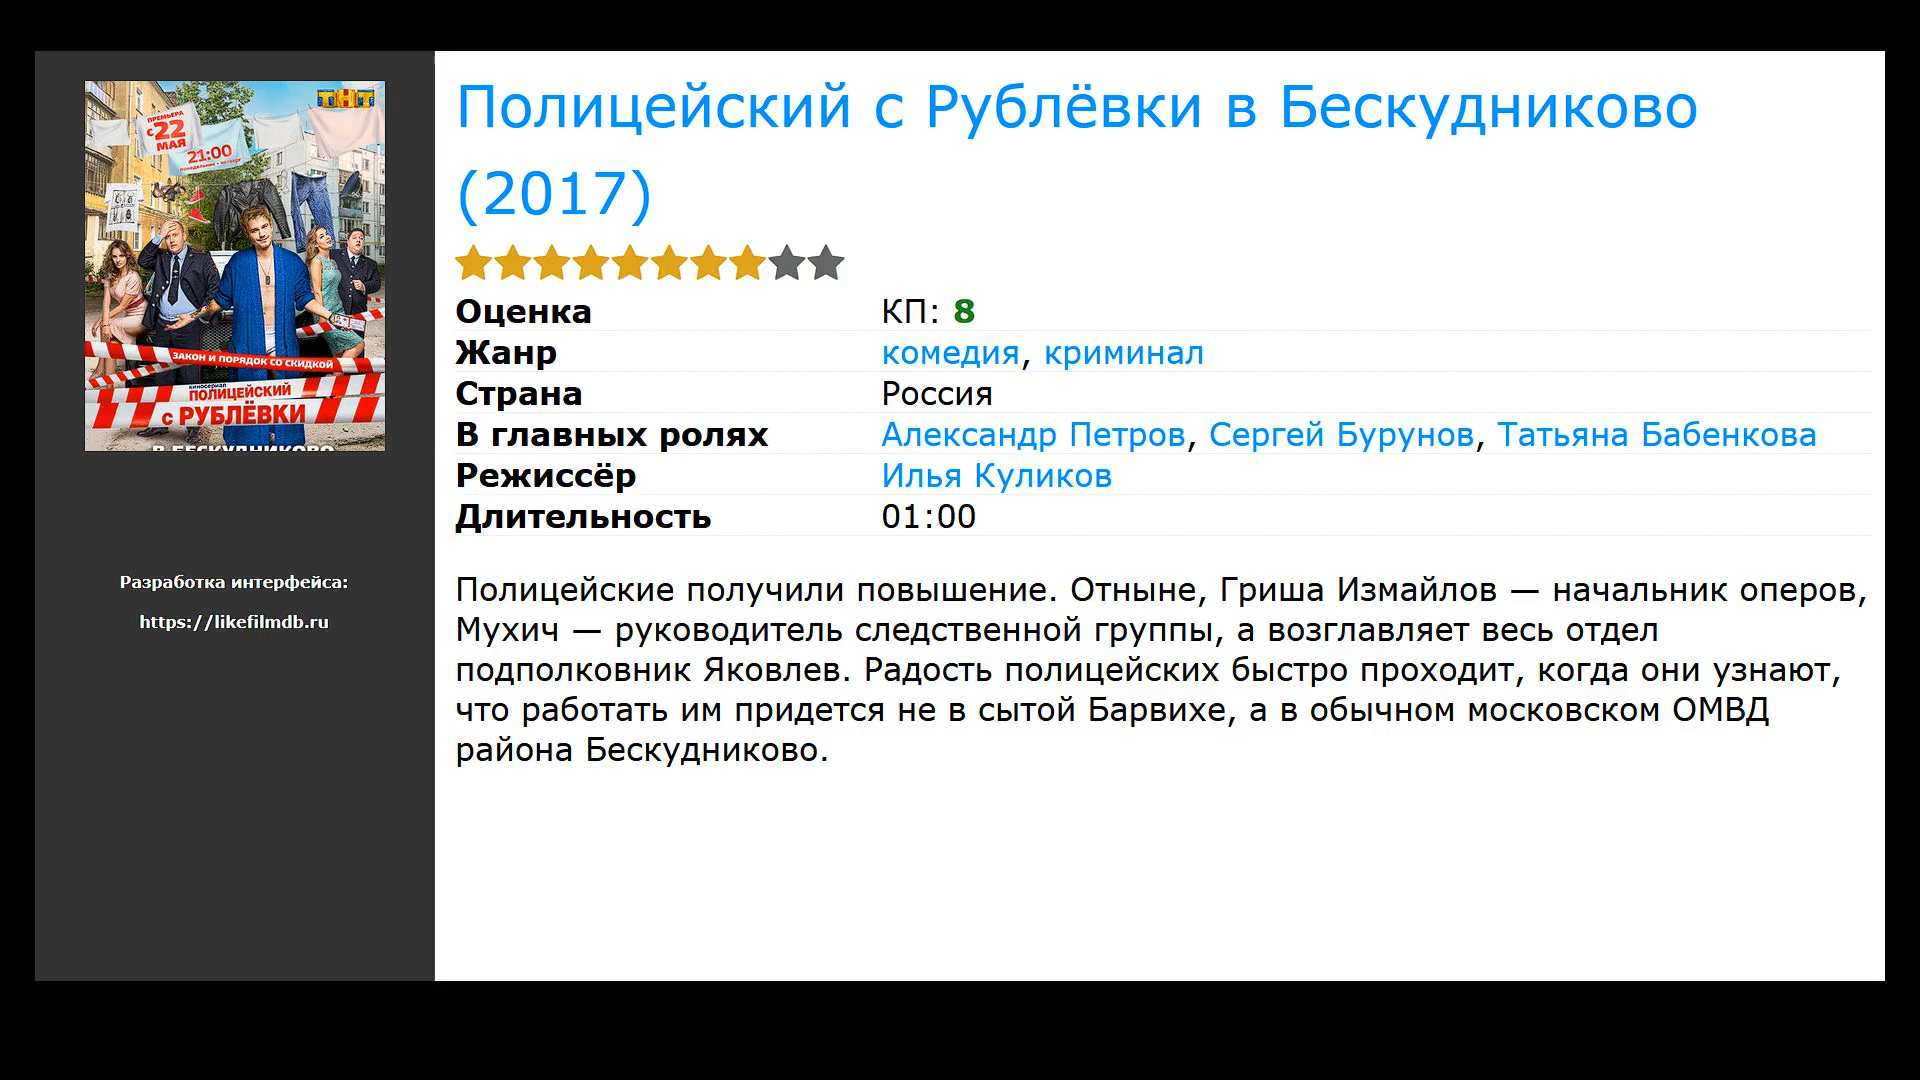 ТНТ
ПРЕМЬЕРА
с 22
МАЯ
21:00
понедельник - четверг
ЗАКОН И ПОРЯДОК СО СКИДКОЙ
киносериал
ПОЛИЦЕЙСКИЙ
с РУБЛЁВКИ
В БЕСКУДНИКОВО
Разработка интерфейса:
https://likefilmdb.ru
Полицейский с Рублёвки в Бескудниково
(2017)
Оценка КП: 8
Жанр комедия, криминал
Страна Россия
В главных ролях Александр Петров, Сергей Бурунов, Татьяна Бабенкова
Режиссёр Илья Куликов
Длительность 01:00
Полицейские получили повышение. Отныне, Гриша Измайлов — начальник оперов,
Мухич — руководитель следственной группы, а возглавляет весь отдел
подполковник Яковлев. Радость полицейских быстро проходит, когда они узнают,
что работать им придется не в сытой Барвихе, а в обычном московском ОМВД
района Бескудниково.